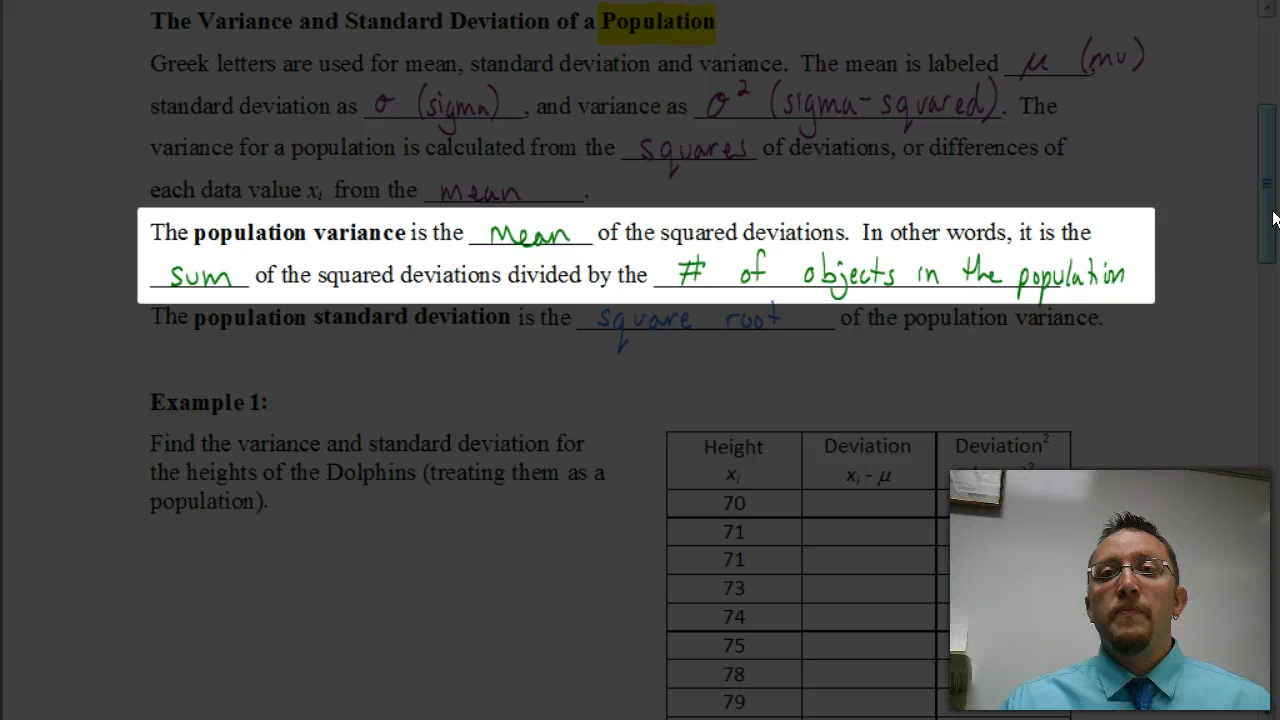 The Variance and Standard Deviation of a Population
Greek letters are used for mean, standard deviation and variance. The mean is labeled μ (mu)
standard deviation as σ (sigma), and variance as σ² (sigma-squared). The
variance for a population is calculated from the squares of deviations, or differences of
each data value xᵢ from the mean.
The population variance is the mean of the squared deviations. In other words, it is the
sum of the squared deviations divided by the # of objects in the population
The population standard deviation is the square root of the population variance.
Example 1:
Find the variance and standard deviation for
the heights of the Dolphins (treating them as a
population).
Height Deviation Deviation²
xᵢ xᵢ - μ
70
71
71
73
74
75
78
79